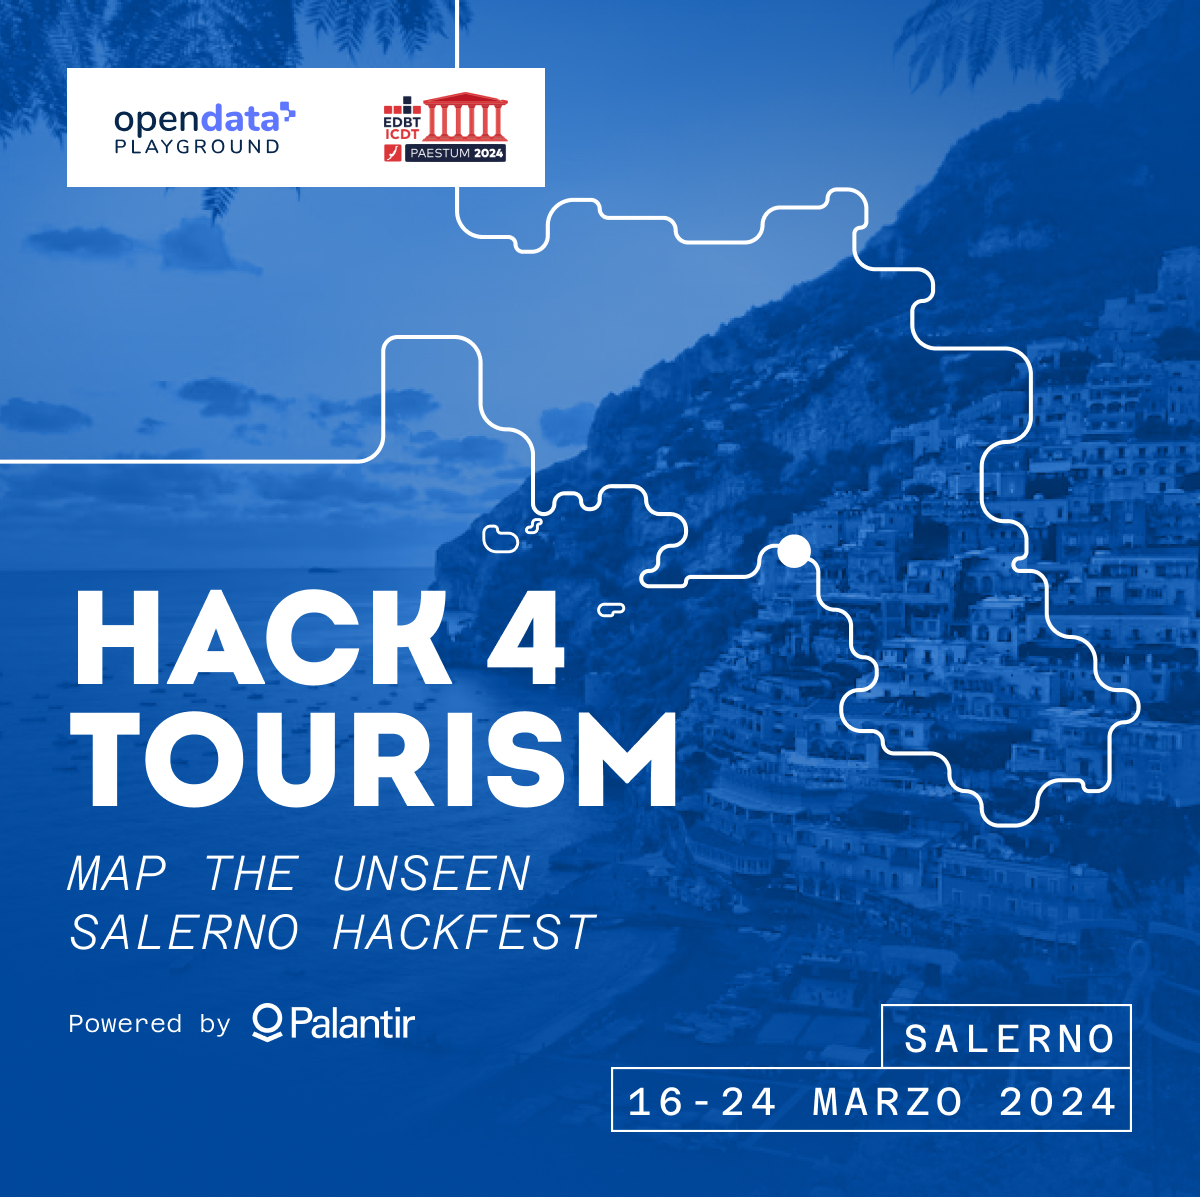 opendata
PLAYGROUND
EDBT
ICDT
PAESTUM 2024
HACK 4
TOURISM
MAP THE UNSEEN
SALERNO HACKFEST
Powered by Palantir
SALERNO
16-24 MARZO 2024